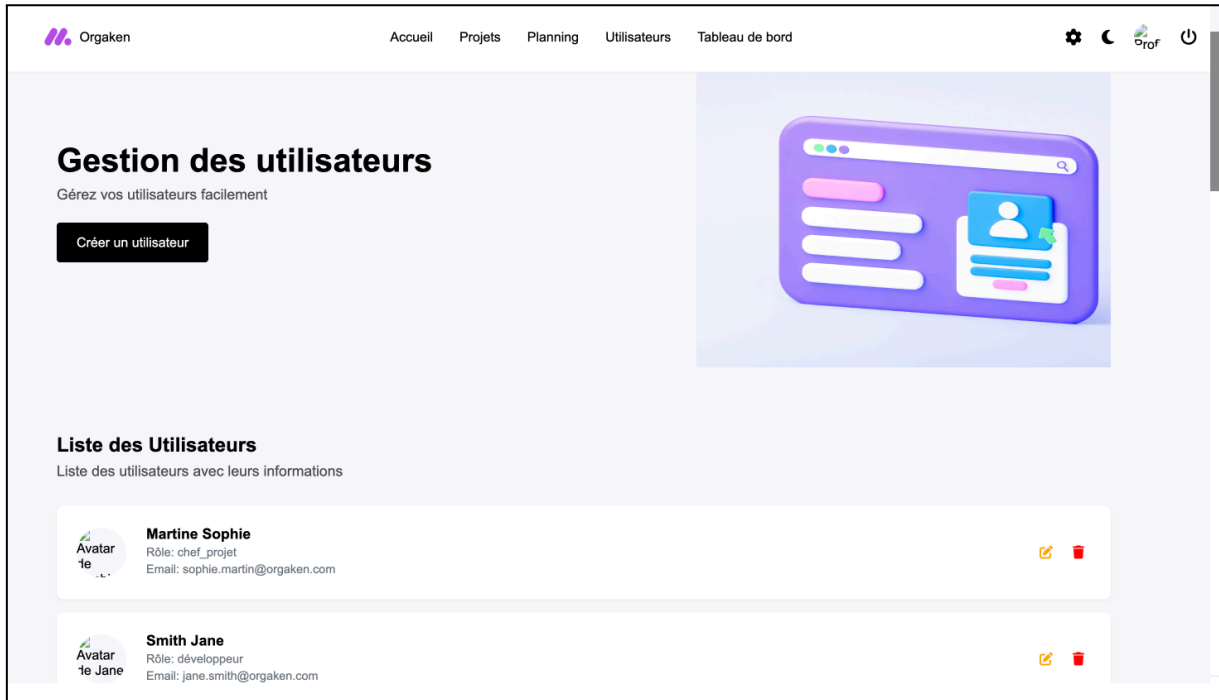 Orgaken
Accueil Projets Planning Utilisateurs Tableau de bord
Prof
Gestion des utilisateurs
Gérez vos utilisateurs facilement
Créer un utilisateur
Liste des Utilisateurs
Liste des utilisateurs avec leurs informations
Avatar
de
Martine Sophie
Rôle: chef_projet
Email: sophie.martin@orgaken.com
Avatar
de Jane
Smith Jane
Rôle: développeur
Email: jane.smith@orgaken.com